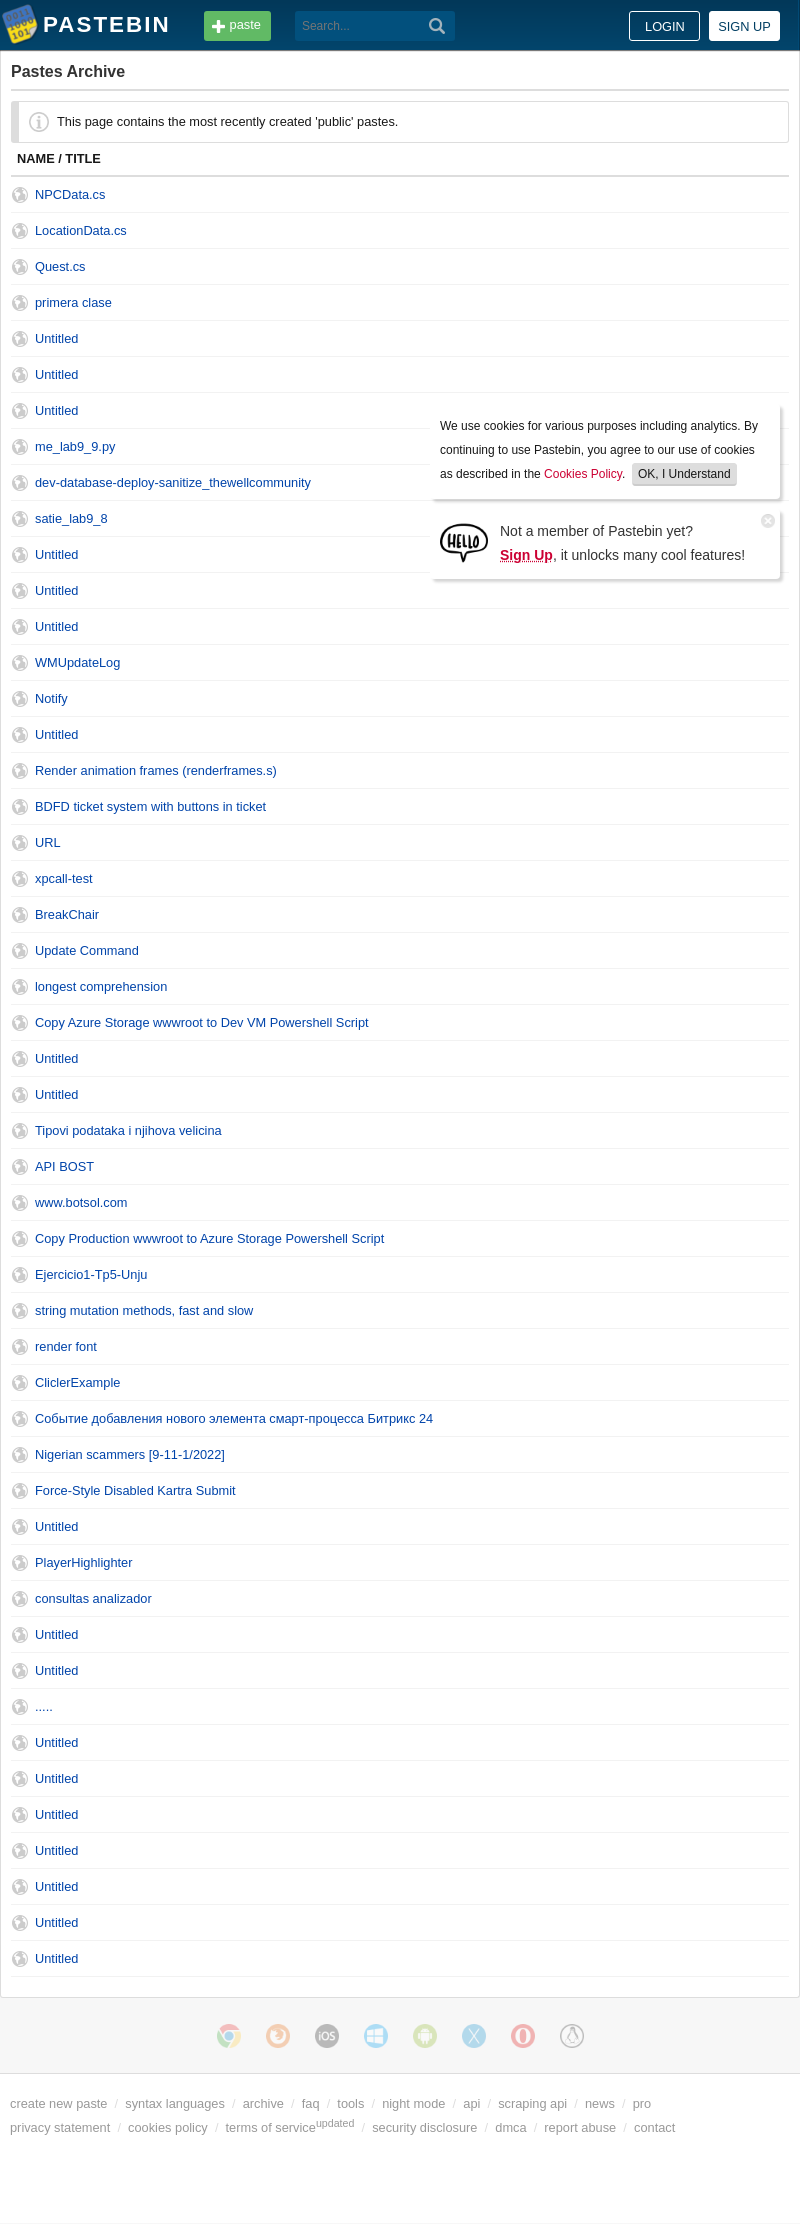 PASTEBIN
paste
Search...
LOGIN
SIGN UP
Pastes Archive
This page contains the most recently created 'public' pastes.
NAME / TITLE
NPCData.cs
LocationData.cs
Quest.cs
primera clase
Untitled
Untitled
Untitled
We use cookies for various purposes including analytics. By
continuing to use Pastebin, you agree to our use of cookies
as described in the Cookies Policy. OK, I Understand
me_lab9_9.py
dev-database-deploy-sanitize_thewellcommunity
satie_lab9_8
HELLO
Not a member of Pastebin yet?
Sign Up, it unlocks many cool features!
Untitled
Untitled
Untitled
WMUpdateLog
Notify
Untitled
Render animation frames (renderframes.s)
BDFD ticket system with buttons in ticket
URL
xpcall-test
BreakChair
Update Command
longest comprehension
Copy Azure Storage wwwroot to Dev VM Powershell Script
Untitled
Untitled
Tipovi podataka i njihova velicina
API BOST
www.botsol.com
Copy Production wwwroot to Azure Storage Powershell Script
Ejercicio1-Tp5-Unju
string mutation methods, fast and slow
render font
CliclerExample
Событие добавления нового элемента смарт-процесса Битрикс 24
Nigerian scammers [9-11-1/2022]
Force-Style Disabled Kartra Submit
Untitled
PlayerHighlighter
consultas analizador
Untitled
Untitled
.....
Untitled
Untitled
Untitled
Untitled
Untitled
Untitled
Untitled
iOS
create new paste / syntax languages / archive / faq / tools / night mode / api / scraping api / news / pro
privacy statement / cookies policy / terms of service updated / security disclosure / dmca / report abuse / contact